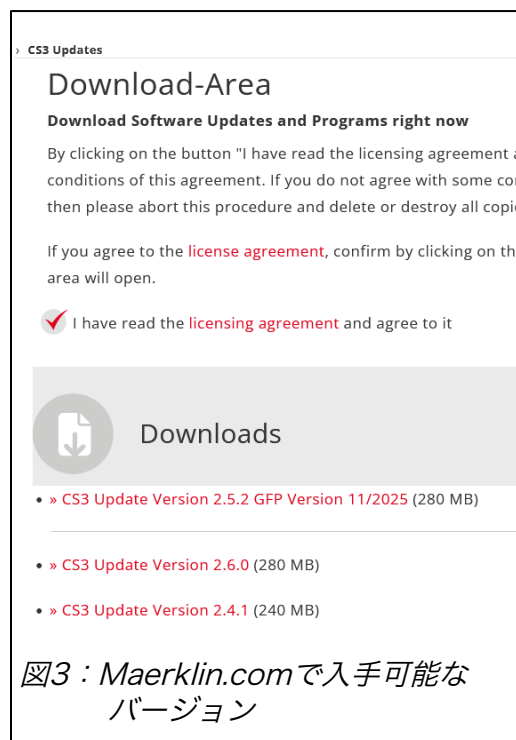 › CS3 Updates
Download-Area
Download Software Updates and Programs right now
By clicking on the button "I have read the licensing agreement
conditions of this agreement. If you do not agree with some
then please abort this procedure and delete or destroy all
If you agree to the license agreement, confirm by clicking on
area will open.
I have read the licensing agreement and agree to it
Downloads
• » CS3 Update Version 2.5.2 GFP Version 11/2025 (280 MB)
• » CS3 Update Version 2.6.0 (280 MB)
• » CS3 Update Version 2.4.1 (240 MB)
図3：Maerklin.comで入手可能な
バージョン